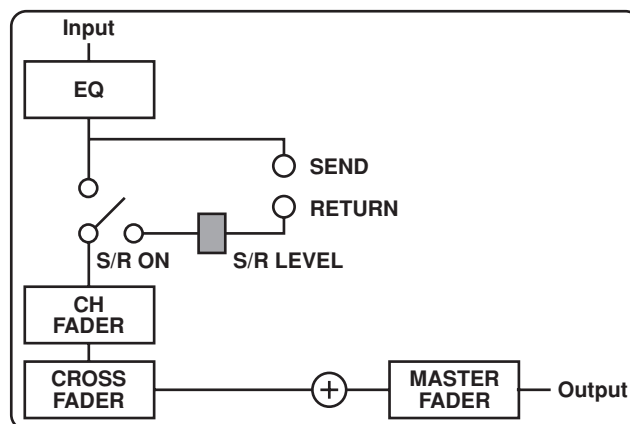 Input
EQ
SEND
RETURN
S/R ON
S/R LEVEL
CH
FADER
CROSS
FADER
MASTER
FADER
Output